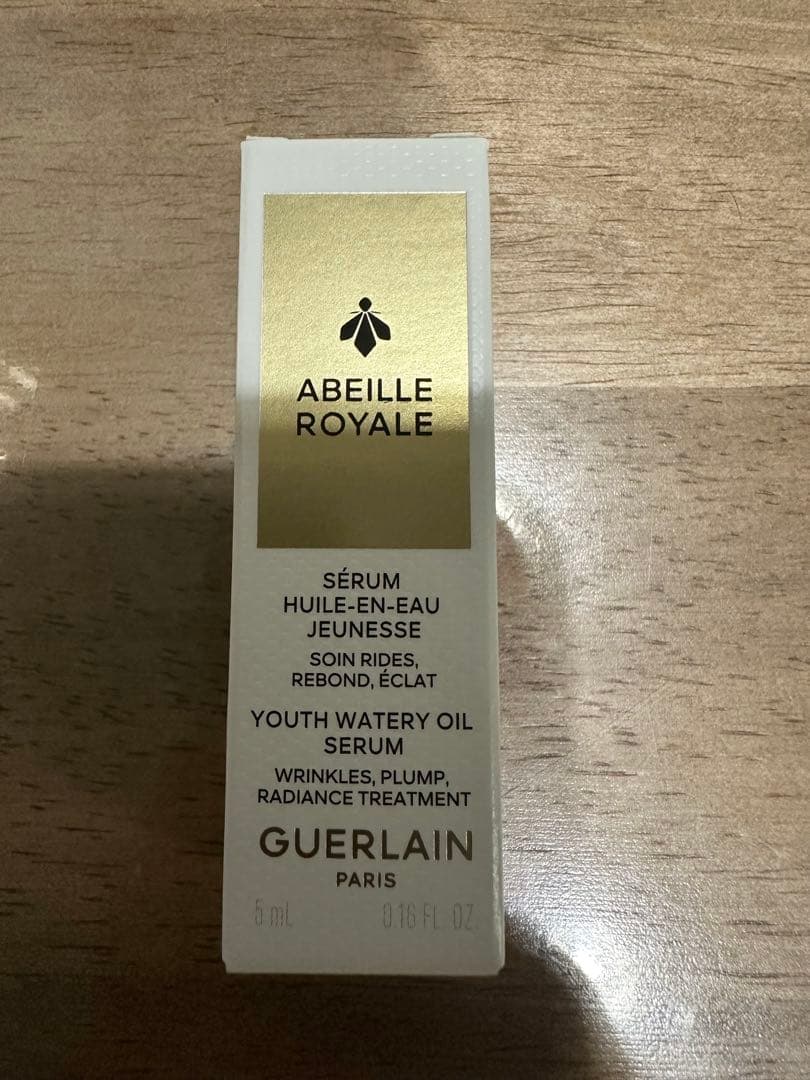 ABEILLE
ROYALE
SÉRUM
HUILE-EN-EAU
JEUNESSE
SOIN RIDES,
REBOND, ÉCLAT
YOUTH WATERY OIL
SERUM
WRINKLES, PLUMP,
RADIANCE TREATMENT
GUERLAIN
PARIS
5 mL 0.16 FL. OZ.